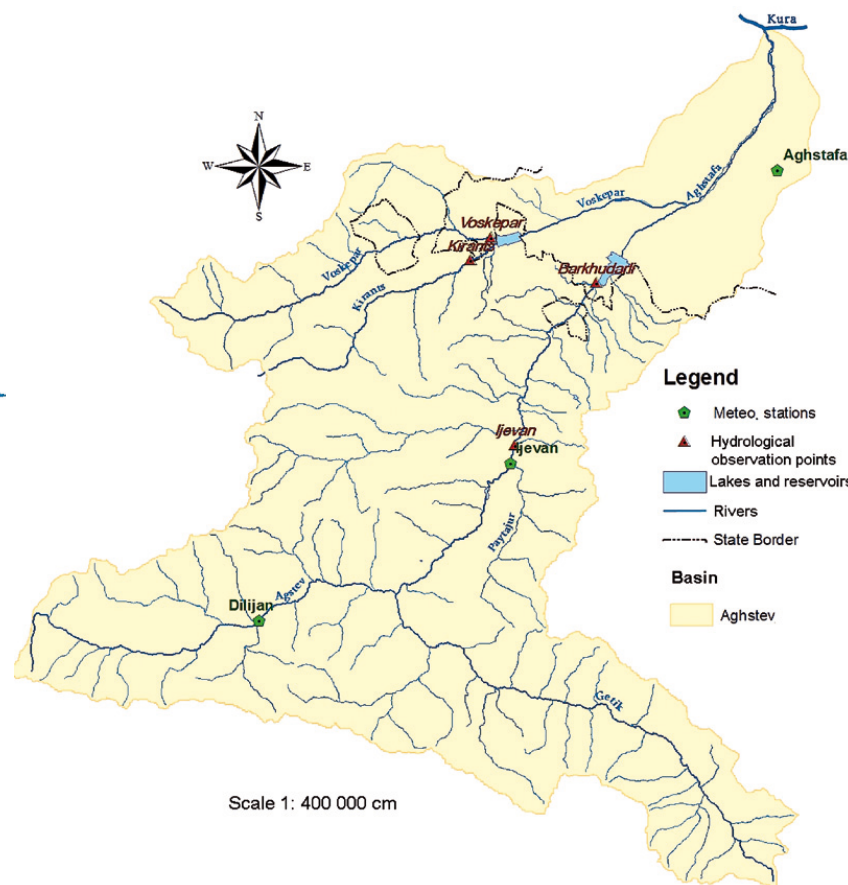 Kura
N
W
E
S
Aghstafa
Voskepar
Aghstafa
Voskepar
Kirants
Voskepar
Barkhudarli
Kirants
Legend
Meteo. stations
Hydrological
observation points
Lakes and reservoirs
Rivers
State Border
Basin
Aghstev
Ijevan
Ijevan
Paytajur
Dilijan
Agstev
Getik
Scale 1: 400 000 cm